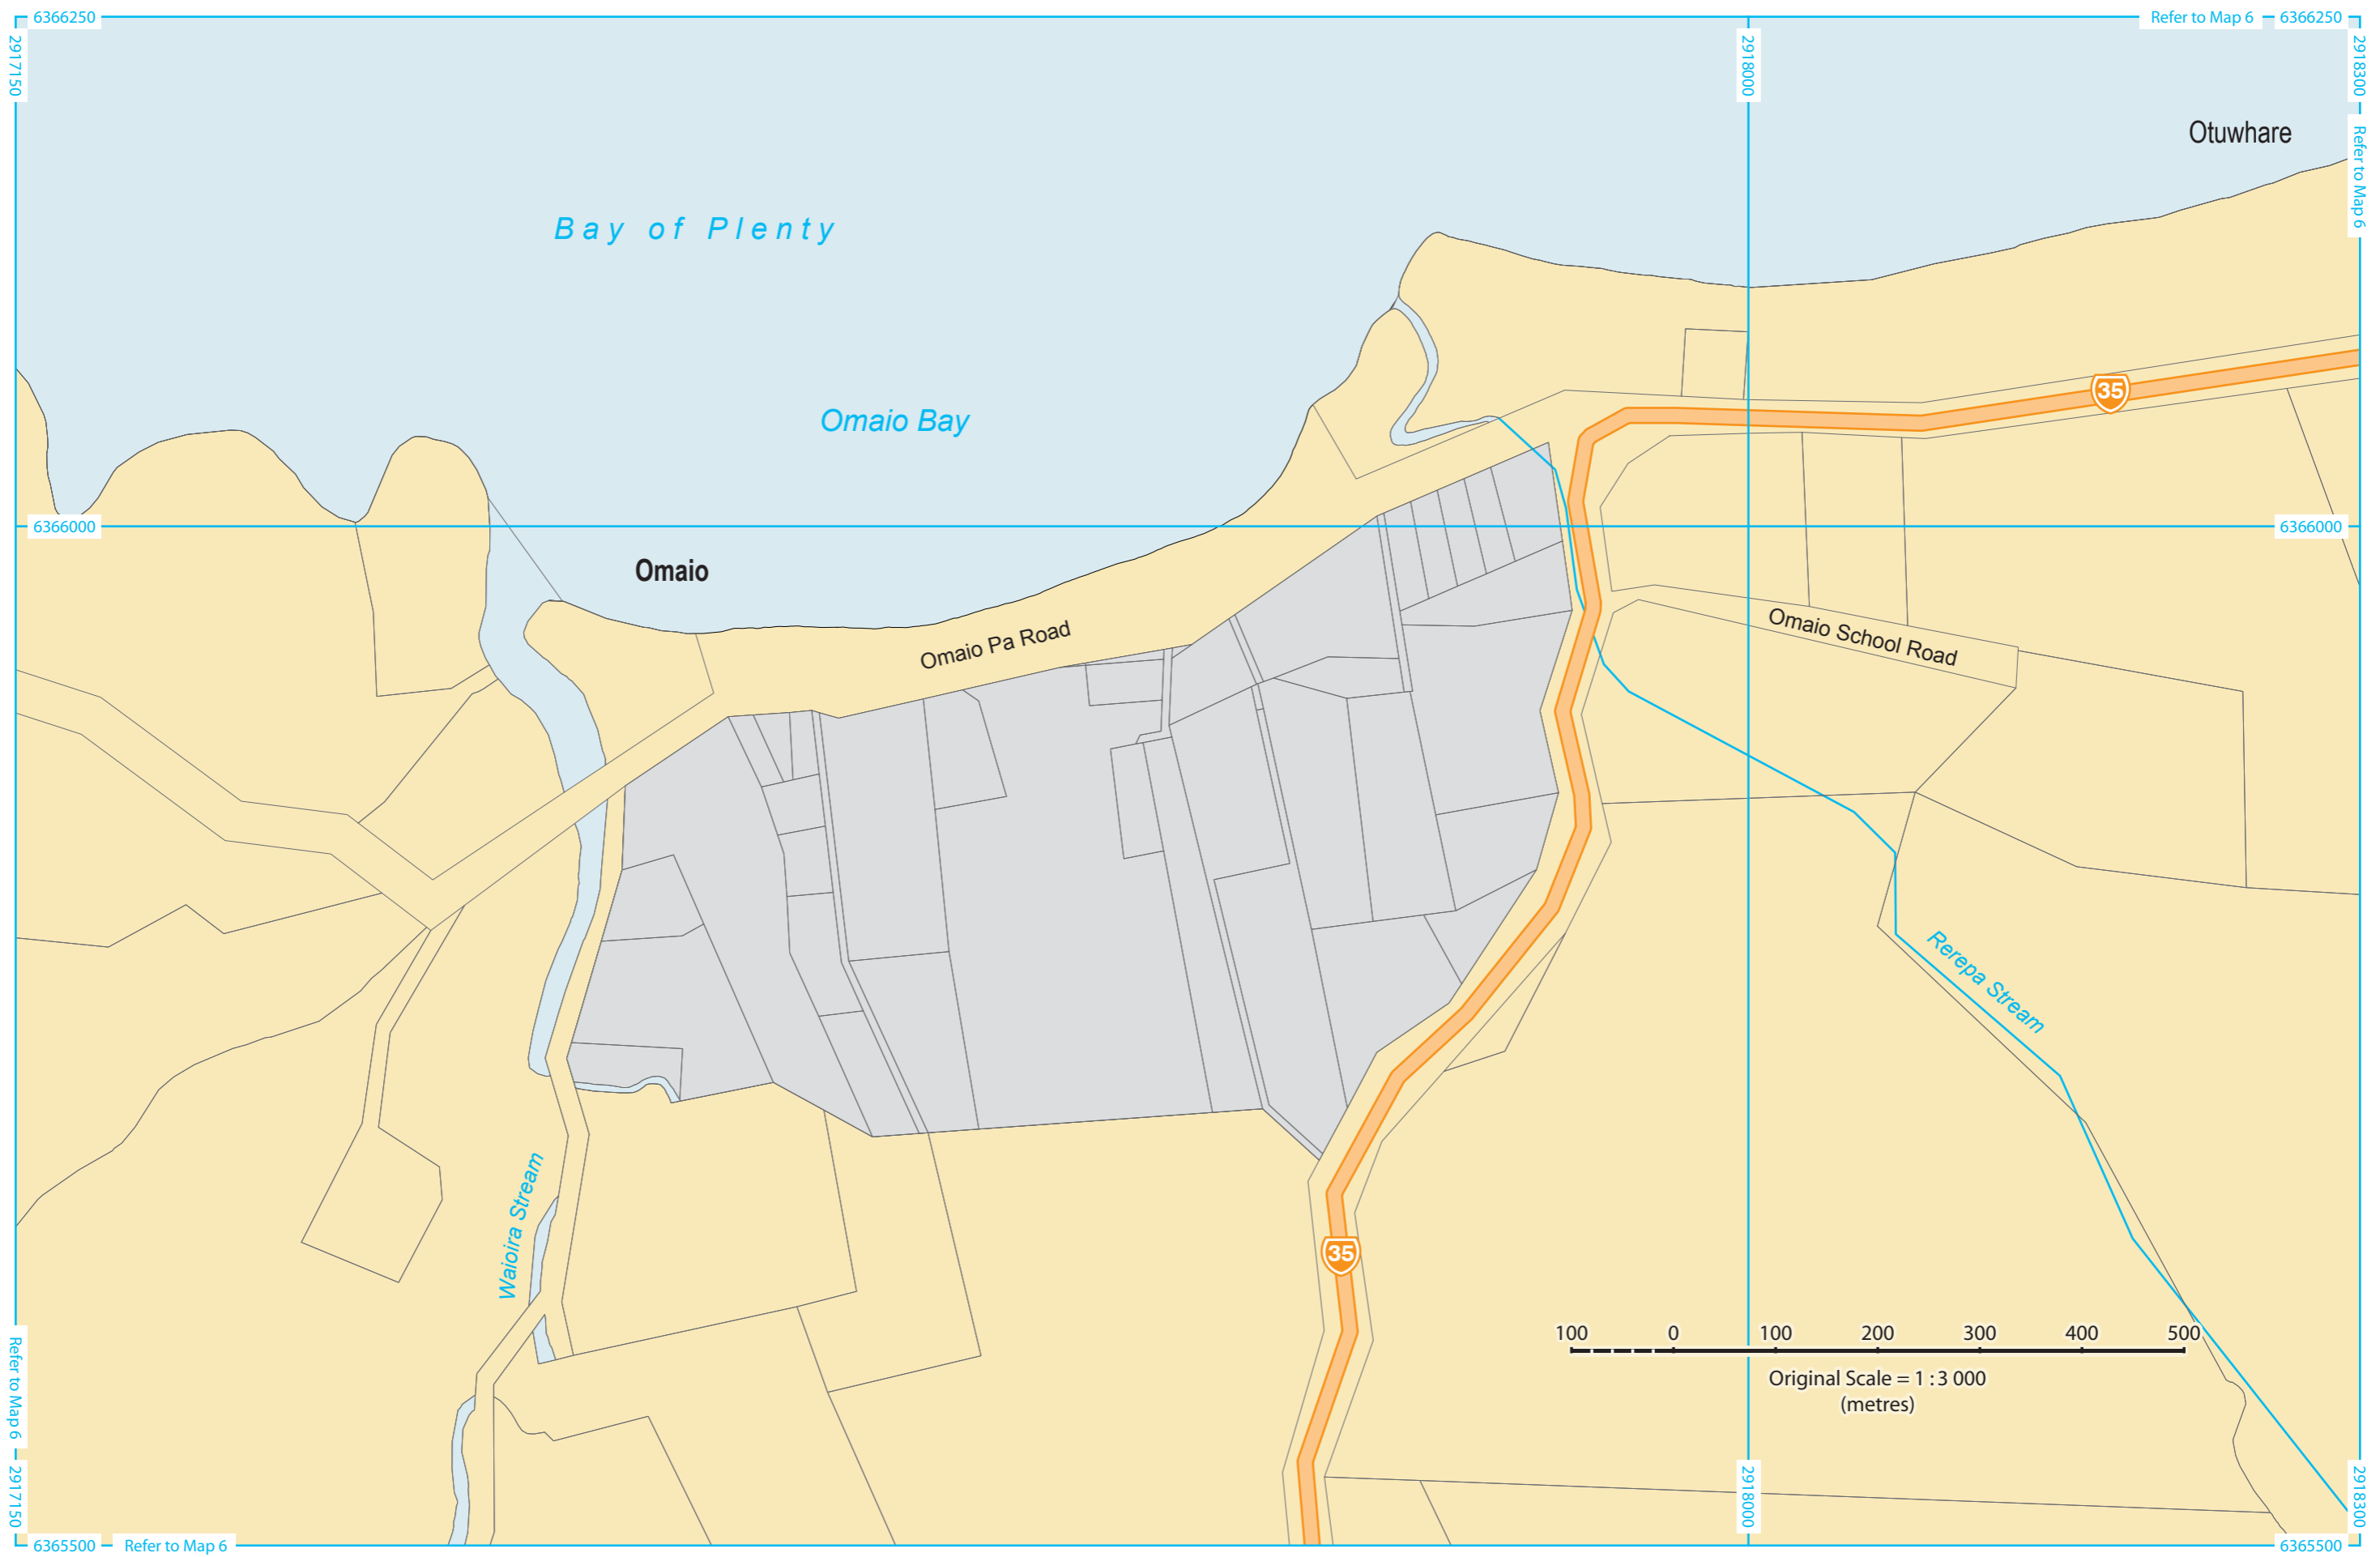 6366250
Refer to Map 6
6366250
2917150
2918000
2918300
Refer to Map 6
Otuwhare
Bay of Plenty
35
Omaio Bay
6366000
6366000
Omaio
Omaio Pa Road
Omaio School Road
Rerepa Stream
Waioira Stream
35
100 0 100 200 300 400 500
Original Scale = 1 : 3 000
(metres)
Refer to Map 6
2917150
2918000
2918300
6365500
Refer to Map 6
6365500